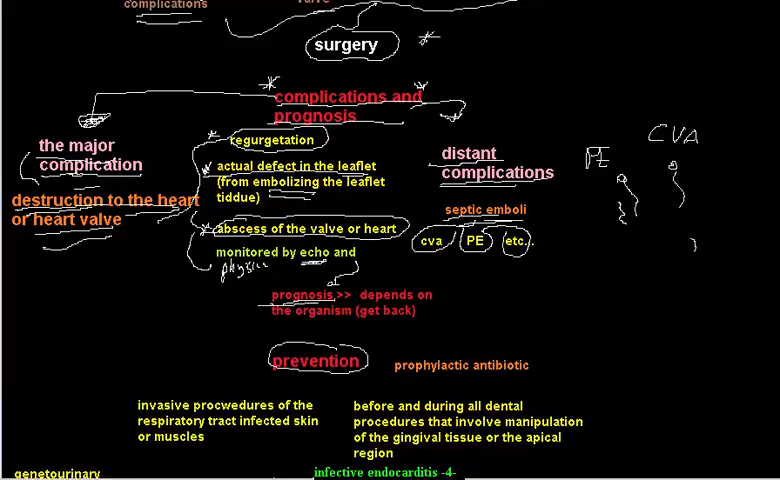 complications
valve
surgery
complications and
prognosis
the major
complication
destruction to the heart
or heart valve
regurgetation
actual defect in the leaflet
(from embolizing the leaflet
tiddue)
abscess of the valve or heart
monitored by echo and
distant
complications
septic emboli
cva PE etc...
PE
CVA
prognosis >> depends on
the organism (get back)
prevention
prophylactic antibiotic
invasive procwedures of the
respiratory tract infected skin
or muscles
before and during all dental
procedures that involve manipulation
of the gingival tissue or the apical
region
genetourinary
infective endocarditis -4-